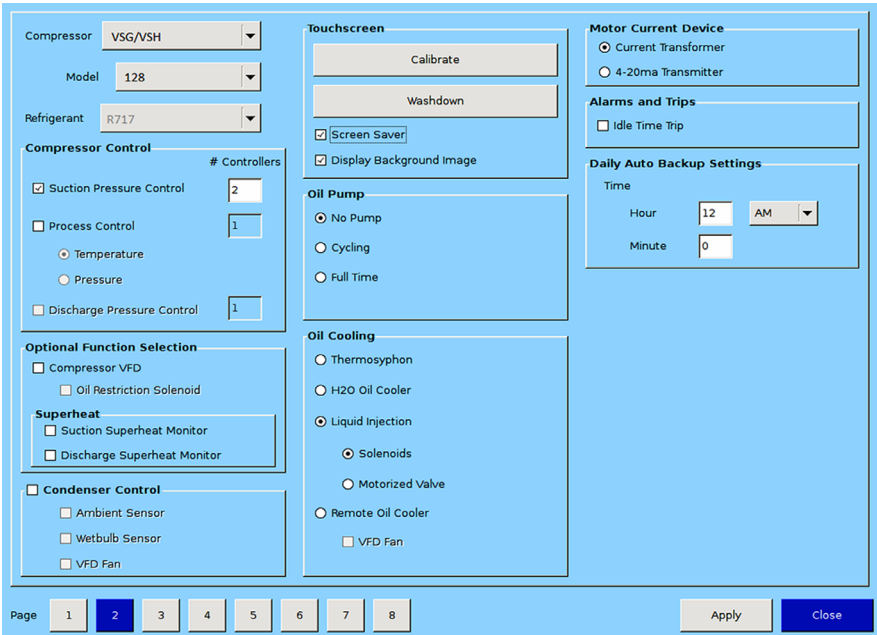 Compressor VSG/VSH
Model 128
Refrigerant R717
Compressor Control
# Controllers
Suction Pressure Control 2
Process Control 1
Temperature
Pressure
Discharge Pressure Control 1
Optional Function Selection
Compressor VFD
Oil Restriction Solenoid
Superheat
Suction Superheat Monitor
Discharge Superheat Monitor
Condenser Control
Ambient Sensor
Wetbulb Sensor
VFD Fan
Touchscreen
Calibrate
Washdown
Screen Saver
Display Background Image
Oil Pump
No Pump
Cycling
Full Time
Oil Cooling
Thermosyphon
H2O Oil Cooler
Liquid Injection
Solenoids
Motorized Valve
Remote Oil Cooler
VFD Fan
Motor Current Device
Current Transformer
4-20ma Transmitter
Alarms and Trips
Idle Time Trip
Daily Auto Backup Settings
Time
Hour 12 AM
Minute 0
Page 1 2 3 4 5 6 7 8 Apply Close